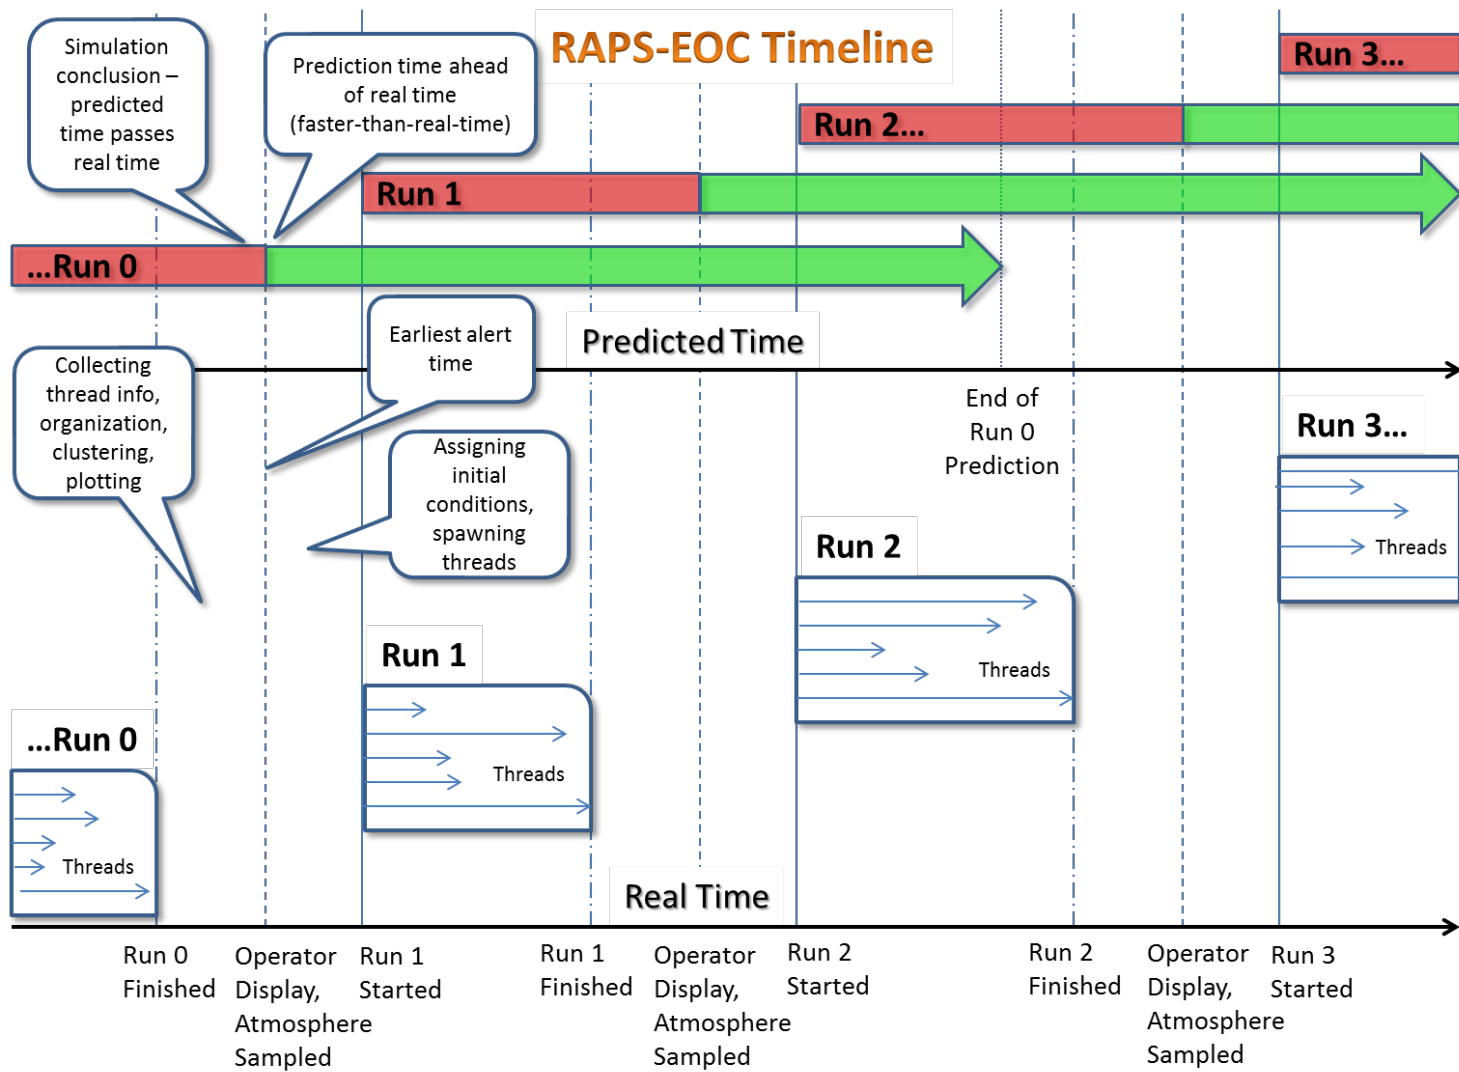 RAPS-EOC Timeline
Simulation
conclusion –
predicted
time passes
real time
Prediction time ahead
of real time
(faster-than-real-time)
Run 3...
Run 2...
Run 1
...Run 0
Predicted Time
Earliest alert
time
Collecting
thread info,
organization,
clustering,
plotting
Assigning
initial
conditions,
spawning
threads
End of
Run 0
Prediction
Run 3...
Threads
Run 2
Threads
Run 1
Threads
...Run 0
Threads
Real Time
Run 0
Finished
Operator
Display,
Atmosphere
Sampled
Run 1
Started
Run 1
Finished
Operator
Display,
Atmosphere
Sampled
Run 2
Started
Run 2
Finished
Operator
Display,
Atmosphere
Sampled
Run 3
Started